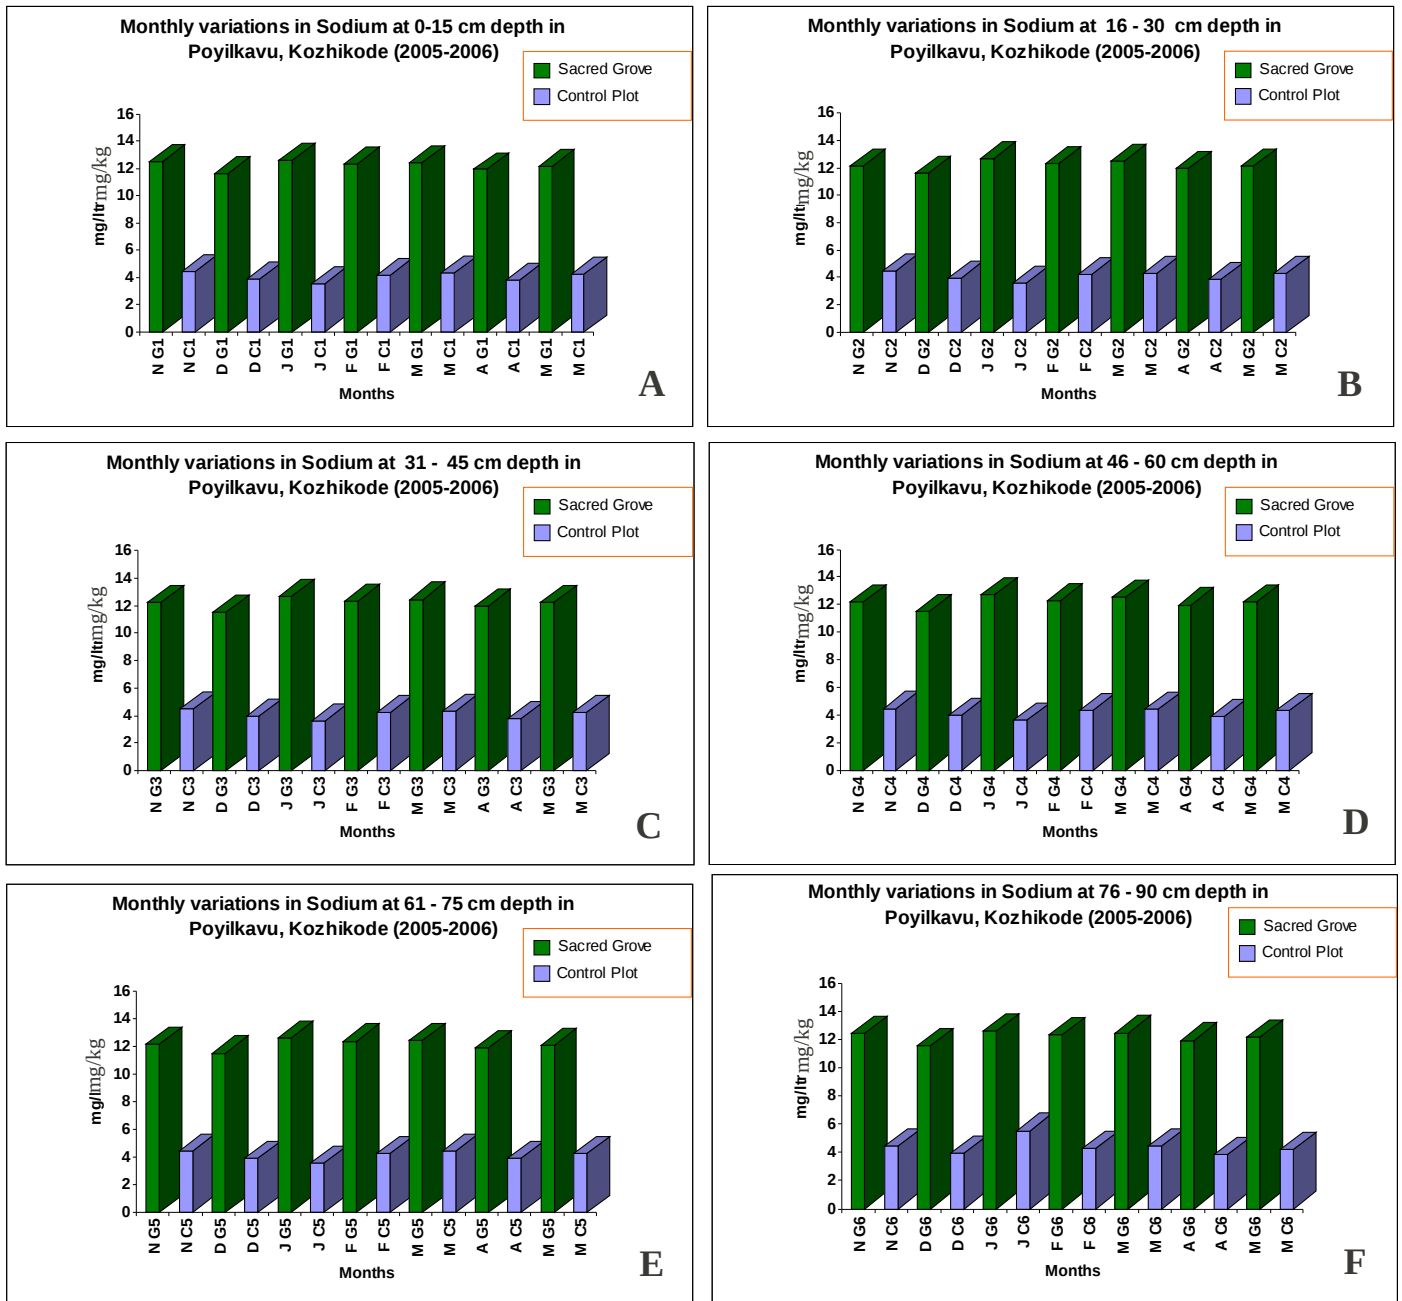 Monthly variations in Sodium at 0-15 cm depth in
Poyilkavu, Kozhikode (2005-2006)
Sacred Grove
Control Plot
16
14
12
10
8
6
4
2
0
mg/kg
N G1
N C1
D G1
D C1
J G1
J C1
F G1
F C1
M G1
M C1
A G1
A C1
M G1
M C1
Months
A
Monthly variations in Sodium at 16 - 30 cm depth in
Poyilkavu, Kozhikode (2005-2006)
Sacred Grove
Control Plot
16
14
12
10
8
6
4
2
0
mg/kg
N G2
N C2
D G2
D C2
J G2
J C2
F G2
F C2
M G2
M C2
A G2
A C2
M G2
M C2
Months
B
Monthly variations in Sodium at 31 - 45 cm depth in
Poyilkavu, Kozhikode (2005-2006)
Sacred Grove
Control Plot
16
14
12
10
8
6
4
2
0
mg/kg
N G3
N C3
D G3
D C3
J G3
J C3
F G3
F C3
M G3
M C3
A G3
A C3
M G3
M C3
Months
C
Monthly variations in Sodium at 46 - 60 cm depth in
Poyilkavu, Kozhikode (2005-2006)
Sacred Grove
Control Plot
16
14
12
10
8
6
4
2
0
mg/kg
N G4
N C4
D G4
D C4
J G4
J C4
F G4
F C4
M G4
M C4
A G4
A C4
M G4
M C4
Months
D
Monthly variations in Sodium at 61 - 75 cm depth in
Poyilkavu, Kozhikode (2005-2006)
Sacred Grove
Control Plot
16
14
12
10
8
6
4
2
0
mg/kg
N G5
N C5
D G5
D C5
J G5
J C5
F G5
F C5
M G5
M C5
A G5
A C5
M G5
M C5
Months
E
Monthly variations in Sodium at 76 - 90 cm depth in
Poyilkavu, Kozhikode (2005-2006)
Sacred Grove
Control Plot
16
14
12
10
8
6
4
2
0
mg/ltr mg/kg
N G6
N C6
D G6
D C6
J G6
J C6
F G6
F C6
M G6
M C6
A G6
A C6
M G6
M C6
Months
F